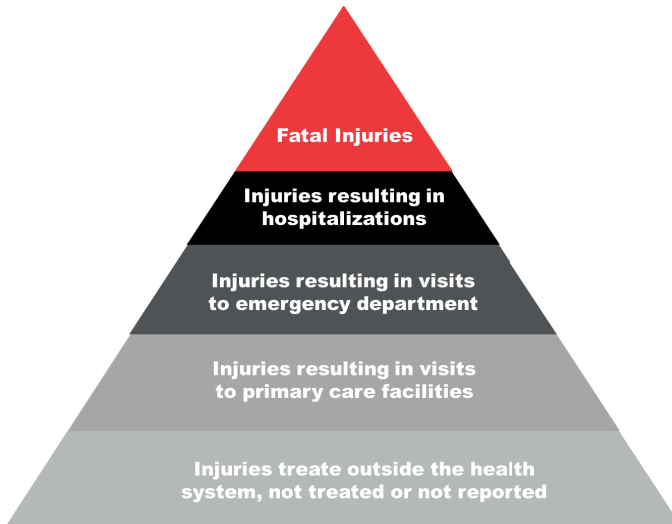 Fatal Injuries
Injuries resulting in
hospitalizations
Injuries resulting in visits
to emergency department
Injuries resulting in visits
to primary care facilities
Injuries treate outside the health
system, not treated or not reported